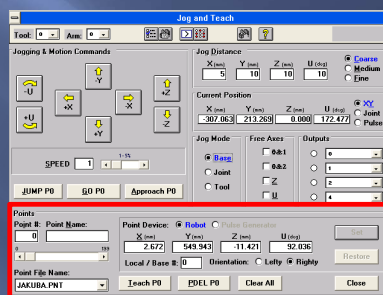 Jog and Teach
Tool: 0 Arm: 0
Jogging & Motion Commands
-U -Y +Z
+X -X
+U +Y -Z
SPEED 1 1-5%
JUMP P0 GO P0 Approach P0
Jog Distance
X (mm) Y (mm) Z (mm) U (deg)
5 10 10 10
Coarse
Medium
Fine
Current Position
X (mm) Y (mm) Z (mm) U (deg)
-307.063 213.269 0.000 172.477
XY
Joint
Pulse
Jog Mode
Base
Joint
Tool
Free Axes
0&1
0&2
Z
U
Outputs
0
1
2
4
Points
Point #: Point Name:
0
0 199
Point File Name:
JAKUBA.PNT
Point Device: Robot Pulse Generator
X (mm) Y (mm) Z (mm) U (deg)
2.672 549.943 -11.421 92.036
Local / Base #: 0 Orientation: Lefty Righty
Set
Restore
Teach P0 PDEL P0 Clear All Close